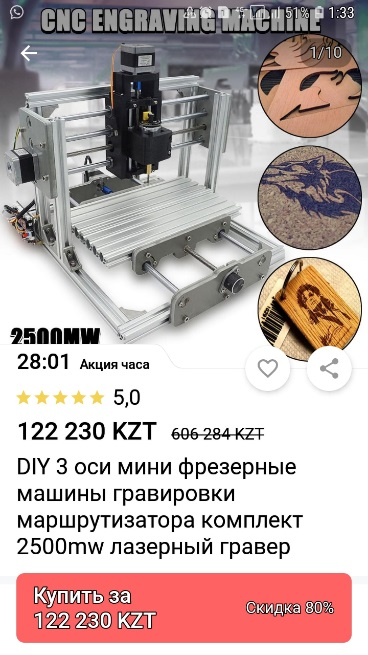 51% 1:33
CNC ENGRAVING MACHINE
1/10
2500MW
28:01 Акция часа
5,0
122 230 KZT 606 284 KZT
DIY 3 оси мини фрезерные
машины гравировки
маршрутизатора комплект
2500mw лазерный гравер
Купить за
122 230 KZT
Скидка 80%